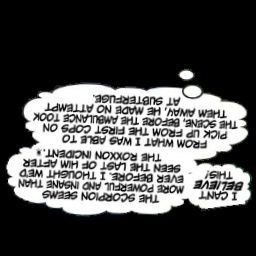 I CAN'T
BELIEVE
THIS!
THE SCORPION SEEMS
MORE POWERFUL AND INSANE THAN
EVER BEFORE. I THOUGHT WE'D
SEEN THE LAST OF HIM AFTER
THE ROXXON INCIDENT.*
FROM WHAT I WAS ABLE TO
PICK UP FROM THE FIRST COPS ON
THE SCENE, BEFORE THE AMBULANCE TOOK
THEM AWAY, HE MADE NO ATTEMPT
AT SUBTERFUGE.